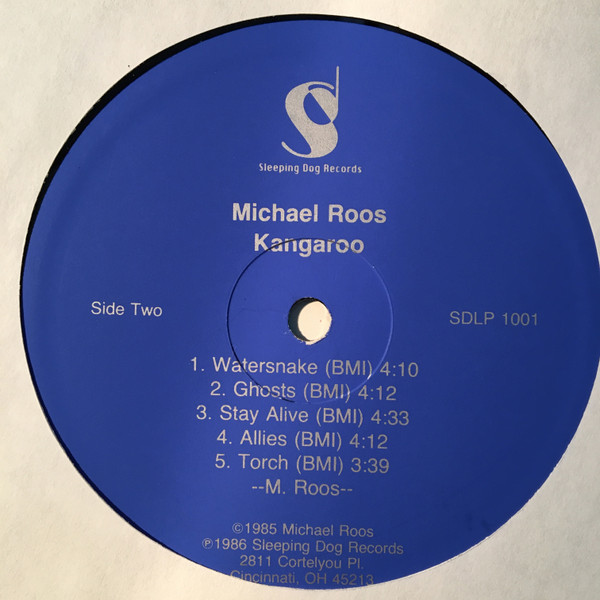 Sleeping Dog Records
Michael Roos
Kangaroo
Side Two
SDLP 1001
1. Watersnake (BMI) 4:10
2. Ghosts (BMI) 4:12
3. Stay Alive (BMI) 4:33
4. Allies (BMI) 4:12
5. Torch (BMI) 3:39
--M. Roos--
©1985 Michael Roos
℗1986 Sleeping Dog Records
2811 Cortelyou Pl.
Cincinnati, OH 45213